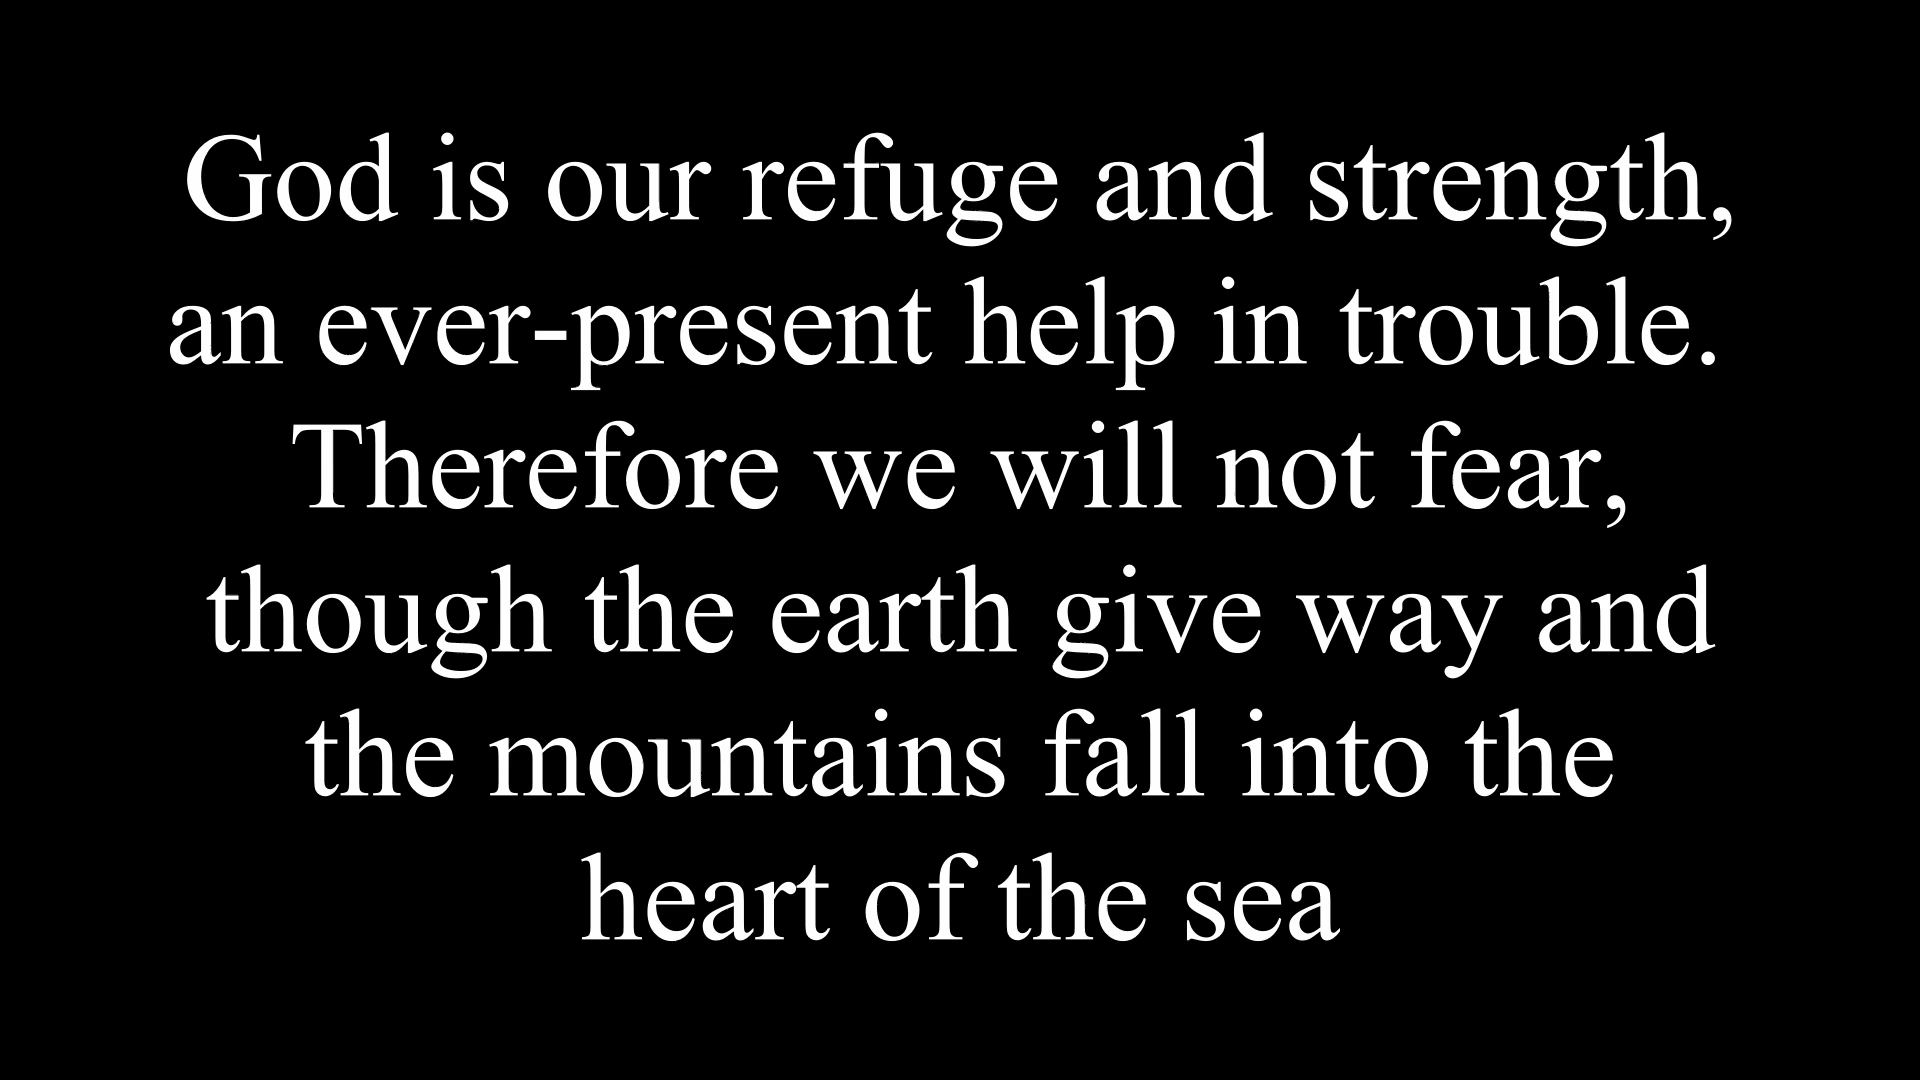 God is our refuge and strength,
an ever-present help in trouble.
Therefore we will not fear,
though the earth give way and
the mountains fall into the
heart of the sea